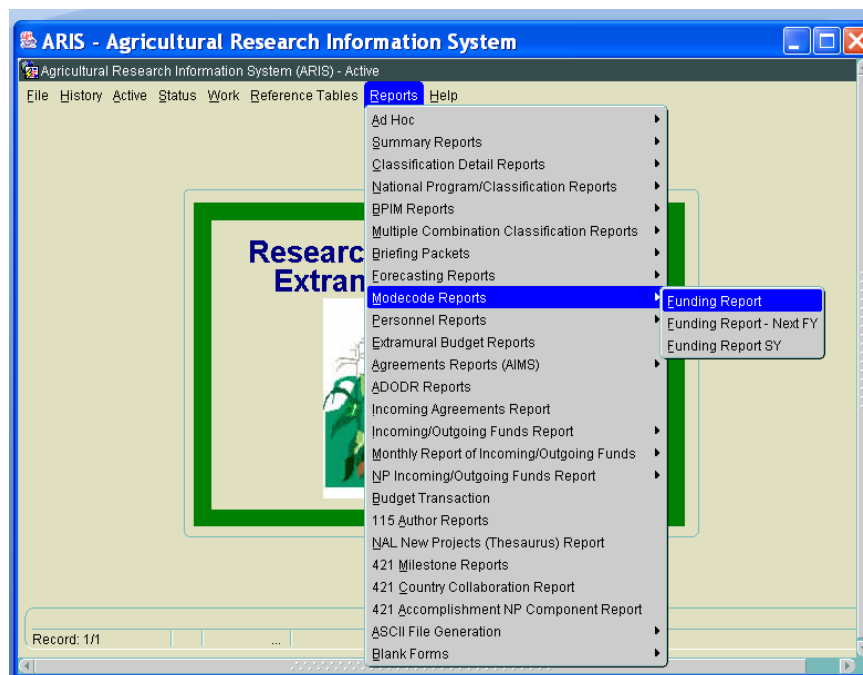 ARIS - Agricultural Research Information System
Agricultural Research Information System (ARIS) - Active
File History Active Status Work Reference Tables Reports Help
Ad Hoc
Summary Reports
Classification Detail Reports
National Program/Classification Reports
BPIM Reports
Multiple Combination Classification Reports
Briefing Packets
Forecasting Reports
Modecode Reports
Personnel Reports
Extramural Budget Reports
Agreements Reports (AIMS)
ADODR Reports
Incoming Agreements Report
Incoming/Outgoing Funds Report
Monthly Report of Incoming/Outgoing Funds
NP Incoming/Outgoing Funds Report
Budget Transaction
115 Author Reports
NAL New Projects (Thesaurus) Report
421 Milestone Reports
421 Country Collaboration Report
421 Accomplishment NP Component Report
ASCII File Generation
Blank Forms
Funding Report
Funding Report - Next FY
Funding Report SY
Researc
Extran
Record: 1/1
...